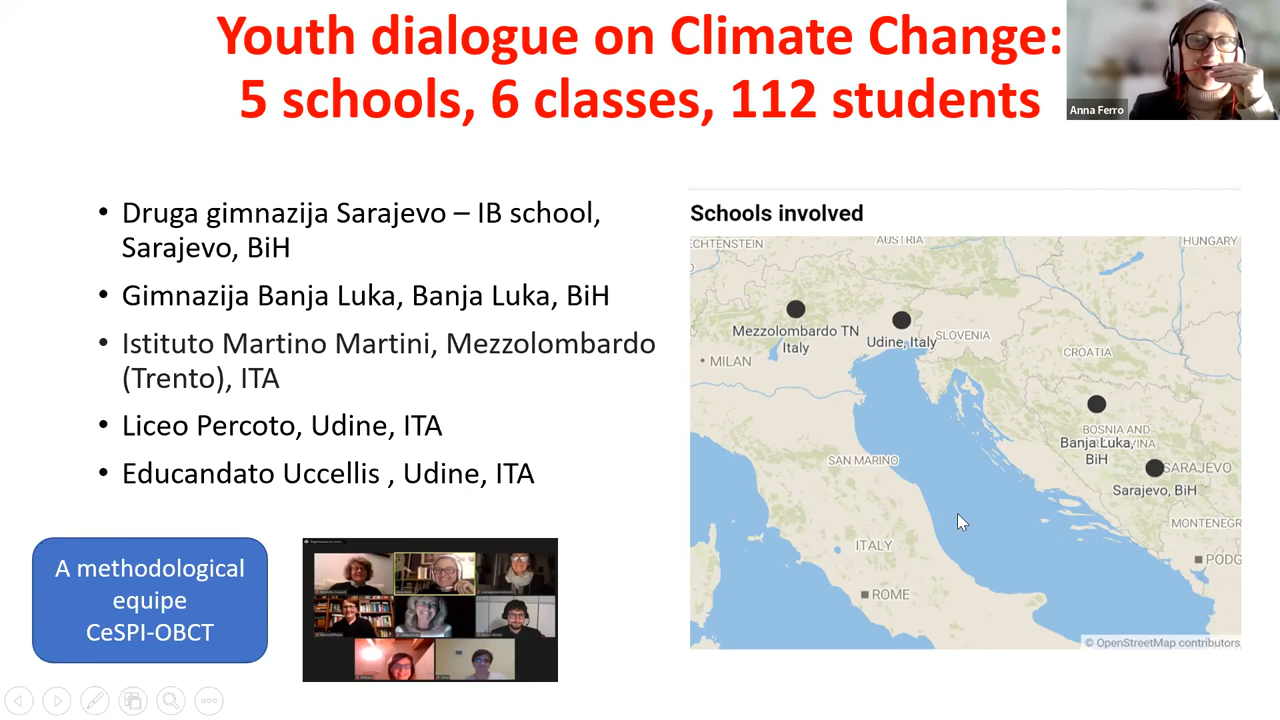 Youth dialogue on Climate Change:
5 schools, 6 classes, 112 students
Anna Ferro
• Druga gimnazija Sarajevo – IB school,
Sarajevo, BiH
• Gimnazija Banja Luka, Banja Luka, BiH
• Istituto Martino Martini, Mezzolombardo
(Trento), ITA
• Liceo Percoto, Udine, ITA
• Educandato Uccellis , Udine, ITA
A methodological
equipe
CeSPI-OBCT
Schools involved
ECHTENSTEIN
AUSTRIA
HUNGARY
Mezzolombardo TN
Italy
Udine, Italy
SLOVENIA
MILAN
CROATIA
BOSNIA AND
Banja Luka,
BiH
SAN MARINO
SARAJEVO
Sarajevo, BiH
MONTENEGR
ITALY
PODG
ROME
© OpenStreetMap contributors